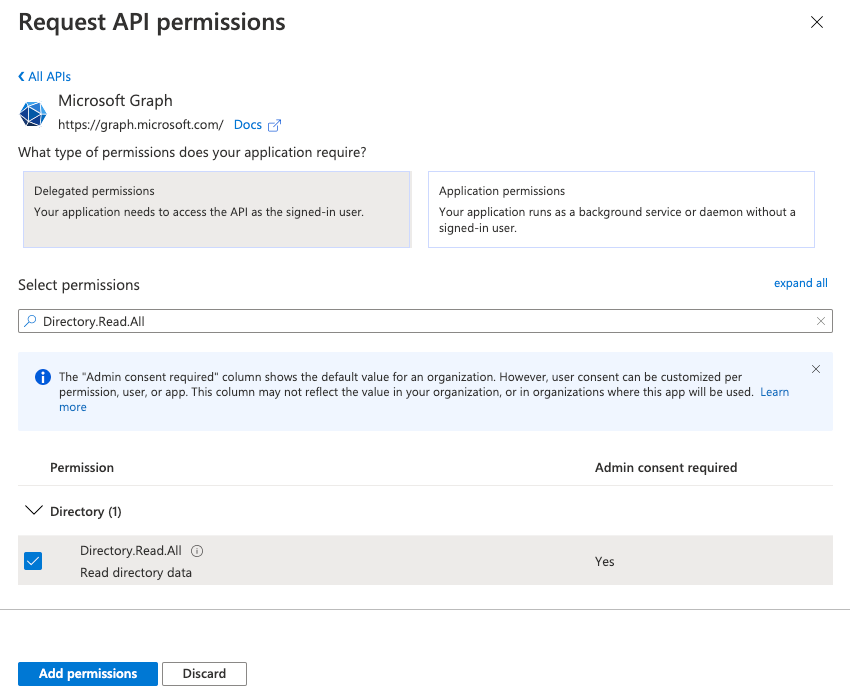 Request API permissions
All APIs
Microsoft Graph
https://graph.microsoft.com/ Docs
What type of permissions does your application require?
Delegated permissions
Your application needs to access the API as the signed-in user.
Application permissions
Your application runs as a background service or daemon without a
signed-in user.
Select permissions
expand all
Directory.Read.All
The "Admin consent required" column shows the default value for an organization. However, user consent can be customized per
permission, user, or app. This column may not reflect the value in your organization, or in organizations where this app will be used. Learn
more
Permission
Admin consent required
Directory (1)
Directory.Read.All
Read directory data
Yes
Add permissions
Discard